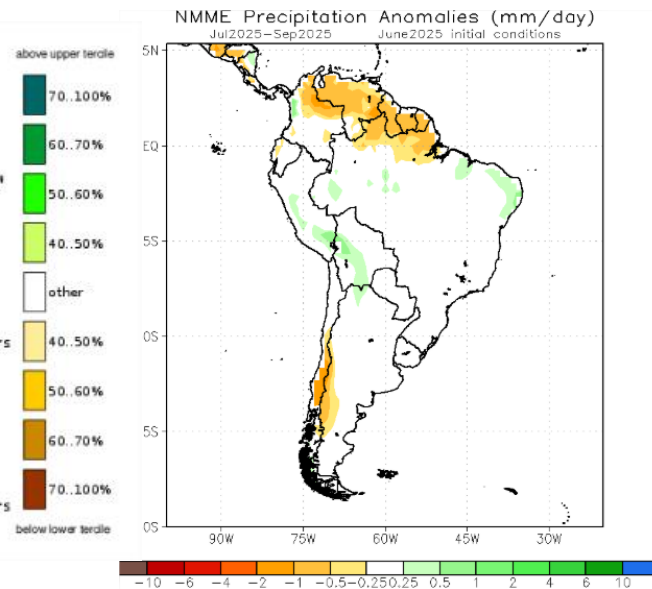 NMME Precipitation Anomalies (mm/day)
Jul2025-Sep2025 June2025 initial conditions
above upper tercile
70..100%
60..70%
50..60%
40..50%
other
40..50%
50..60%
60..70%
70..100%
below lower tercile
rs
rs
5N
EQ
5S
0S
5S
0S
90W 75W 60W 45W 30W
-10 -6 -4 -2 -1 -0.5 -0.25 0.25 0.5 1 2 4 6 10